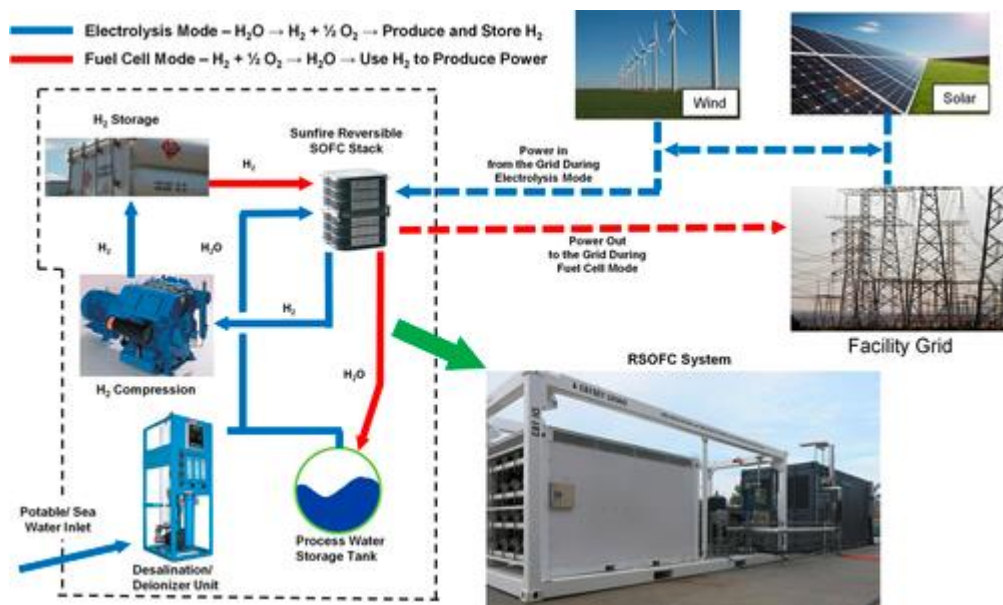 Electrolysis Mode – H₂O → H₂ + ½ O₂ → Produce and Store H₂
Fuel Cell Mode – H₂ + ½ O₂ → H₂O → Use H₂ to Produce Power
Wind
Solar
H₂ Storage
Sunfire Reversible
SOFC Stack
H₂
Power in
from the Grid During
Electrolysis Mode
H₂
H₂O
Power Out
to the Grid During
Fuel Cell Mode
H₂
Facility Grid
H₂ Compression
H₂O
RSOFC System
Potable/ Sea
Water Inlet
Process Water
Storage Tank
Desalination/
Deionizer Unit